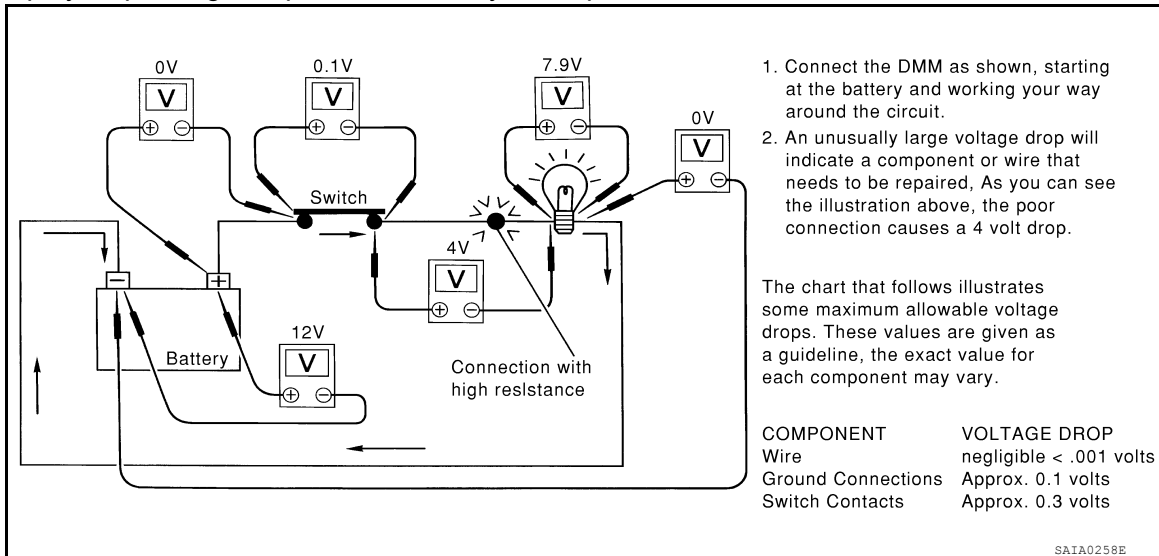 0V
0.1V
7.9V
0V
V
V
V
V
Switch
4V
V
12V
V
Battery
Connection with
high reslstance
1. Connect the DMM as shown, starting
at the battery and working your way
around the circuit.
2. An unusually large voltage drop will
indicate a component or wire that
needs to be repaired, As you can see
the illustration above, the poor
connection causes a 4 volt drop.
The chart that follows illustrates
some maximum allowable voltage
drops. These values are given as
a guideline, the exact value for
each component may vary.
COMPONENT VOLTAGE DROP
Wire negligible < .001 volts
Ground Connections Approx. 0.1 volts
Switch Contacts Approx. 0.3 volts
SAIA0258E